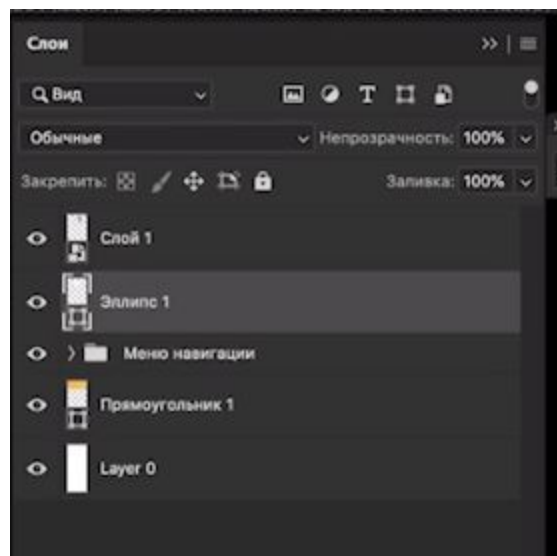 Слои
Вид
Обычные Непрозрачность: 100%
Закрепить: Заливка: 100%
Слой 1
Эллипс 1
Меню навигации
Прямоугольник 1
Layer 0